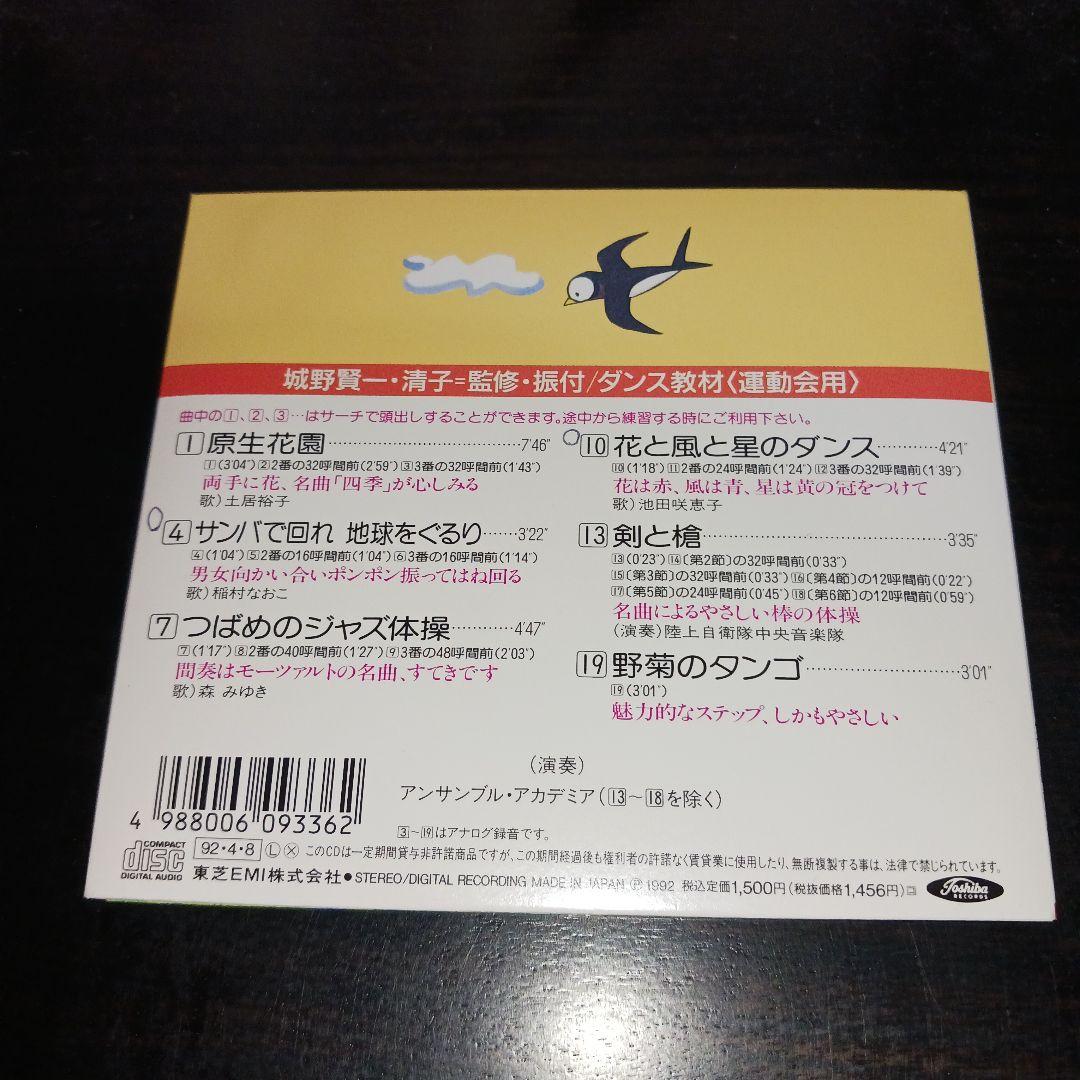 城野賢一・清子=監修・振付/ダンス教材〈運動会用〉
曲中の①、②、③…はサーチで頭出しすることができます。途中から練習する時にご利用下さい。
1 原生花園……………………7'46"
1(3'04") 2 2番の32呼間前(2'59") 3 3番の32呼間前(1'43")
両手に花、名曲「四季」が心しみる
歌)土居裕子
4 サンバで回れ 地球をぐるり……3'22"
4(1'04") 5 2番の16呼間前(1'04") 6 3番の16呼間前(1'14")
男女向かい合いポンポン振ってはね回る
歌)稲村なおこ
7 つばめのジャズ体操…………4'47"
7(1'17") 8 2番の40呼間前(1'27") 9 3番の48呼間前(2'03")
間奏はモーツァルトの名曲、すてきです
歌)森 みゆき
10 花と風と星のダンス…………4'21"
10(1'18") 11 2番の24呼間前(1'24") 12 3番の32呼間前(1'39")
花は赤、風は青、星は黄の冠をつけて
歌)池田咲恵子
13 剣と槍…………………………3'35"
13(0'23") 14〔第2節〕の32呼間前(0'33")
15〔第3節〕の32呼間前(0'33") 16〔第4節〕の12呼間前(0'22")
17〔第5節〕の24呼間前(0'45") 18〔第6節〕の12呼間前(0'59")
名曲によるやさしい棒の体操
(演奏)陸上自衛隊中央音楽隊
19 野菊のタンゴ…………………3'01"
19(3'01")
魅力的なステップ、しかもやさしい
(演奏)
アンサンブル・アカデミア(13〜18を除く)
3〜19はアナログ録音です。
4 988006 093362
COMPACT
disc
DIGITAL AUDIO
92・4・8 Ⓛ ⓧ このCDは一定期間貸与非許諾商品ですが、この期間経過後も権利者の許諾なく賃貸業に使用したり、無断複製する事は、法律で禁じられています。
東芝EMI株式会社●STEREO/DIGITAL RECORDING MADE IN JAPAN Ⓟ1992 税込定価1,500円(税抜価格1,456円)
Toshiba
RECORDS